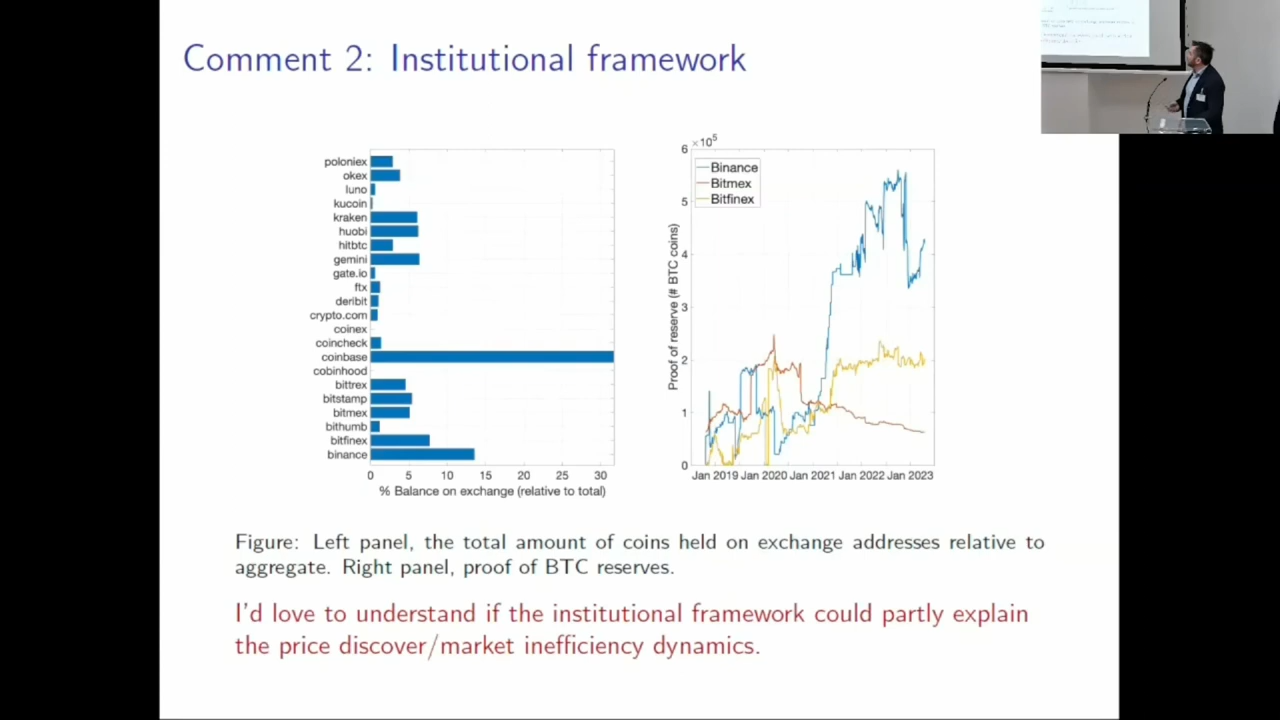 Comment 2: Institutional framework
poloniex
okex
luno
kucoin
kraken
huobi
hitbtc
gemini
gate.io
ftx
deribit
crypto.com
coinex
coincheck
coinbase
cobinhood
bittrex
bitstamp
bitmex
bithumb
bitfinex
binance
0 5 10 15 20 25 30
% Balance on exchange (relative to total)
×10⁵
6
5
4
3
2
1
0
Proof of reserve (# BTC coins)
Binance
Bitmex
Bitfinex
Jan 2019 Jan 2020 Jan 2021 Jan 2022 Jan 2023
Figure: Left panel, the total amount of coins held on exchange addresses relative to
aggregate. Right panel, proof of BTC reserves.
I'd love to understand if the institutional framework could partly explain
the price discover/market inefficiency dynamics.